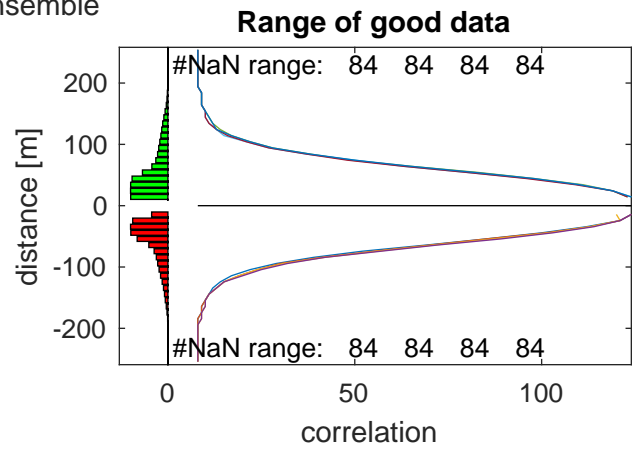 Range of good data
#NaN range: 84 84 84 84
200
100
0
-100
-200
distance [m]
#NaN range: 84 84 84 84
0 50 100
correlation